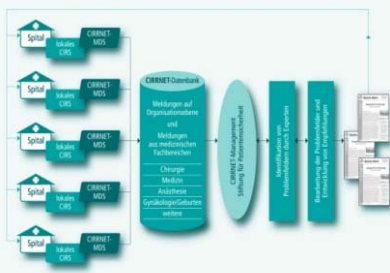 Spital
lokales
CIRS
CIRRNET-
MDS
Spital
lokales
CIRS
CIRRNET-
MDS
Spital
lokales
CIRS
CIRRNET-
MDS
Spital
lokales
CIRS
CIRRNET-
MDS
Spital
lokales
CIRS
CIRRNET-
MDS
CIRRNET-Datenbank
Meldungen auf
Organisationsebene
und
Meldungen
aus medizinischen
Fachbereichen
Chirurgie
Medizin
Anästhesie
Gynäkologie/Geburten
weitere
CIRRNET-Management
Stiftung für Patientensicherheit
Identifikation von
Problemfeldern durch Experten
Bearbeitung der Problemfelder und
Entwicklung von Empfehlungen